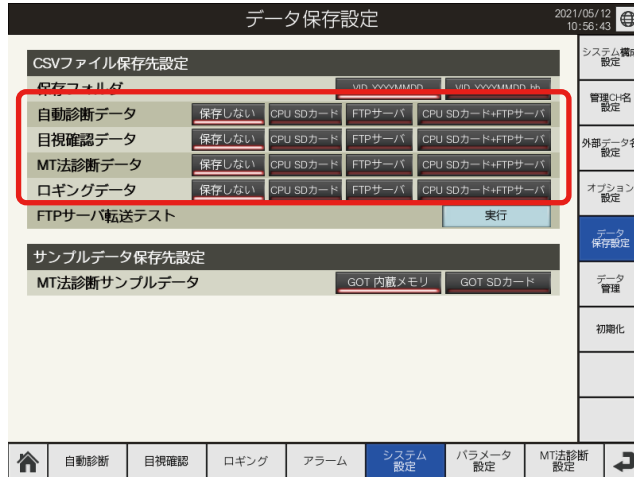 データ保存設定
2021/05/12
10:56:43
CSVファイル保存先設定
保存フォルダ VID_YYYYMMDD VID_YYYYMMDD_hh
自動診断データ 保存しない CPU SDカード FTPサーバ CPU SDカード+FTPサーバ
目視確認データ 保存しない CPU SDカード FTPサーバ CPU SDカード+FTPサーバ
MT法診断データ 保存しない CPU SDカード FTPサーバ CPU SDカード+FTPサーバ
ロギングデータ 保存しない CPU SDカード FTPサーバ CPU SDカード+FTPサーバ
FTPサーバ転送テスト 実行
サンプルデータ保存先設定
MT法診断サンプルデータ GOT 内蔵メモリ GOT SDカード
システム構成
設定
管理CH名
設定
外部データ名
設定
オプション
設定
データ
保存設定
データ
管理
初期化
自動診断 目視確認 ロギング アラーム システム
設定 パラメータ
設定 MT法診断
設定